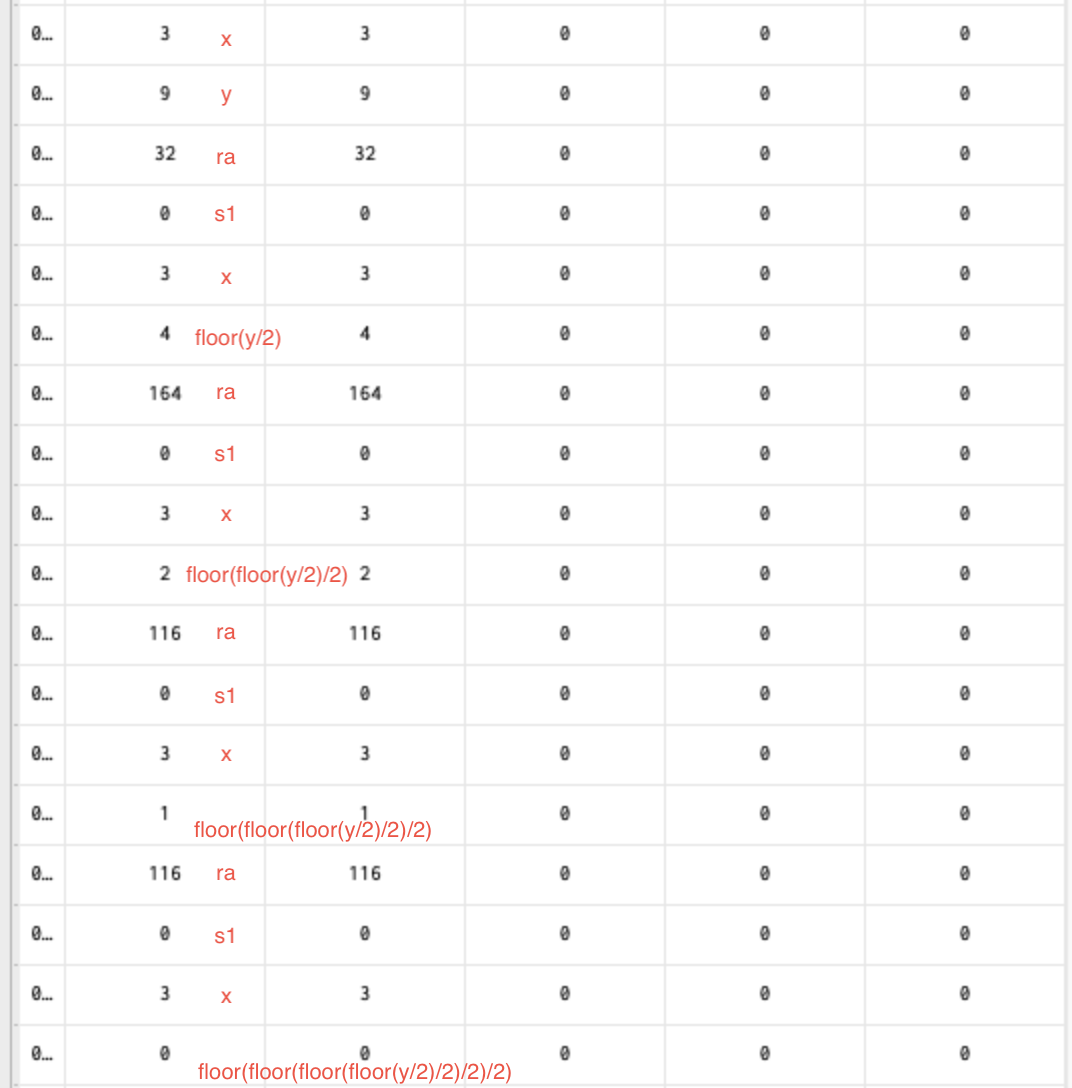 0... 3 x 3 0 0 0
0... 9 y 9 0 0 0
0... 32 ra 32 0 0 0
0... 0 s1 0 0 0 0
0... 3 x 3 0 0 0
0... 4 floor(y/2) 4 0 0 0
0... 164 ra 164 0 0 0
0... 0 s1 0 0 0 0
0... 3 x 3 0 0 0
0... 2 floor(floor(y/2)/2) 2 0 0 0
0... 116 ra 116 0 0 0
0... 0 s1 0 0 0 0
0... 3 x 3 0 0 0
0... 1 1 0 0 0
floor(floor(floor(y/2)/2)/2)
0... 116 ra 116 0 0 0
0... 0 s1 0 0 0 0
0... 3 x 3 0 0 0
0... 0 0 0 0 0
floor(floor(floor(floor(y/2)/2)/2)/2)